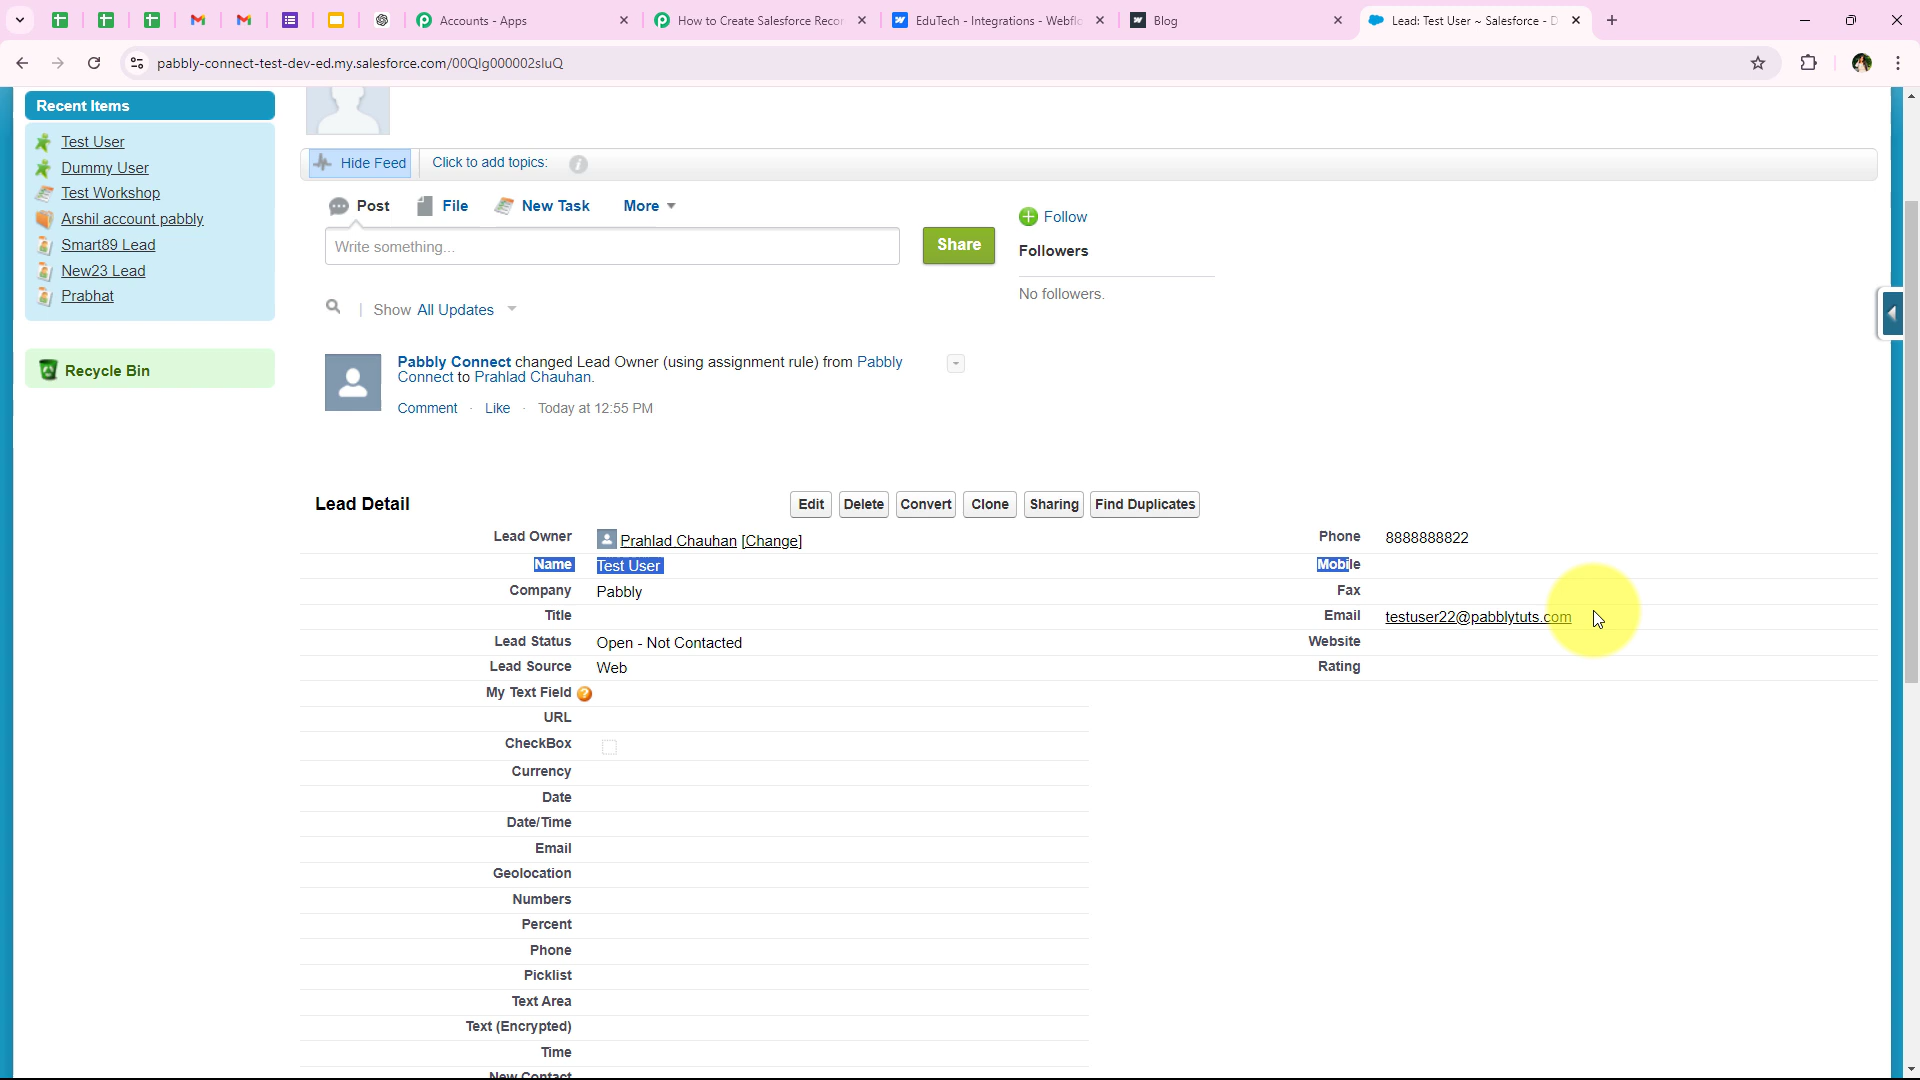 Accounts - Apps
How to Create Salesforce Recor
EduTech - Integrations - Webflo
Blog
Lead: Test User ~ Salesforce - D
pabbly-connect-test-dev-ed.my.salesforce.com/00QIg000002sluQ
Recent Items
Test User
Dummy User
Test Workshop
Arshil account pabbly
Smart89 Lead
New23 Lead
Prabhat
Recycle Bin
Hide Feed
Click to add topics:
Post
File
New Task
More
Write something...
Share
Follow
Followers
No followers.
Show All Updates
Pabbly Connect changed Lead Owner (using assignment rule) from Pabbly
Connect to Prahlad Chauhan.
Comment · Like · Today at 12:55 PM
Lead Detail
Edit
Delete
Convert
Clone
Sharing
Find Duplicates
Lead Owner Prahlad Chauhan [Change]
Phone 8888888822
Name Test User
Mobile
Company Pabbly
Fax
Title
Email testuser22@pabblytuts.com
Lead Status Open - Not Contacted
Website
Lead Source Web
Rating
My Text Field
URL
CheckBox
Currency
Date
Date/Time
Email
Geolocation
Numbers
Percent
Phone
Picklist
Text Area
Text (Encrypted)
Time
New Contact